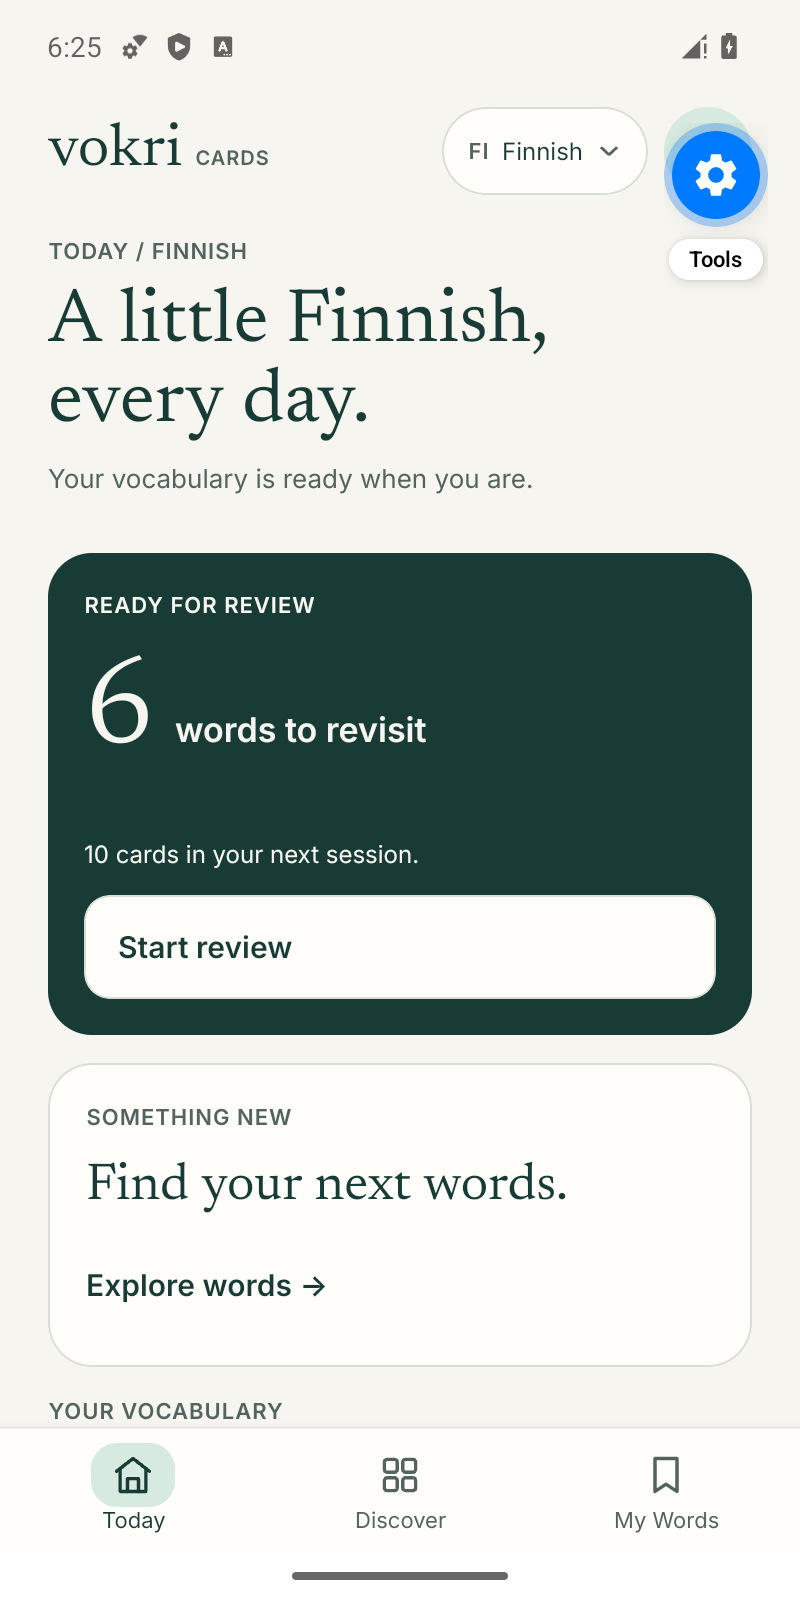 6:25
vokri CARDS
FI Finnish
Tools
TODAY / FINNISH
A little Finnish,
every day.
Your vocabulary is ready when you are.
READY FOR REVIEW
6 words to revisit
10 cards in your next session.
Start review
SOMETHING NEW
Find your next words.
Explore words →
YOUR VOCABULARY
Today
Discover
My Words